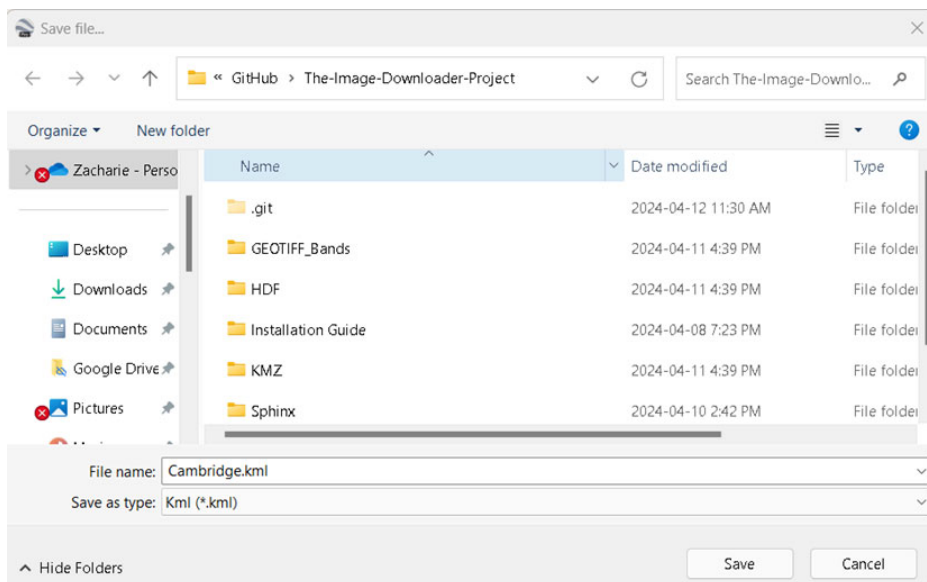 Save file...
« GitHub > The-Image-Downloader-Project
Search The-Image-Downlo...
Organize
New folder
Name
Date modified
Type
Zacharie - Perso
.git
2024-04-12 11:30 AM
File folder
Desktop
GEOTIFF_Bands
2024-04-11 4:39 PM
File folder
Downloads
HDF
2024-04-11 4:39 PM
File folder
Documents
Installation Guide
2024-04-08 7:23 PM
File folder
Google Drive
KMZ
2024-04-11 4:39 PM
File folder
Pictures
Sphinx
2024-04-10 2:42 PM
File folder
File name: Cambridge.kml
Save as type: Kml (*.kml)
Hide Folders
Save
Cancel